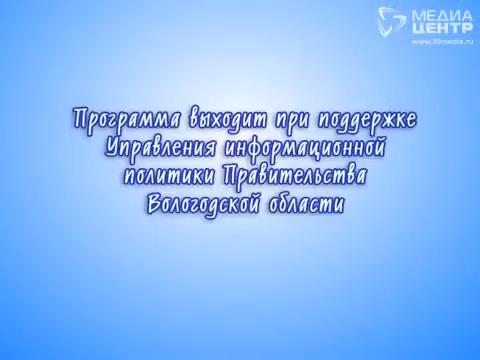 МЕДИА
ЦЕНТР
www.35media.ru
Программа выходит при поддержке
Управления информационной
политики Правительства
Вологодской области